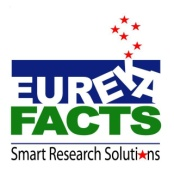 EUREKA
FACTS
Smart Research Solutions